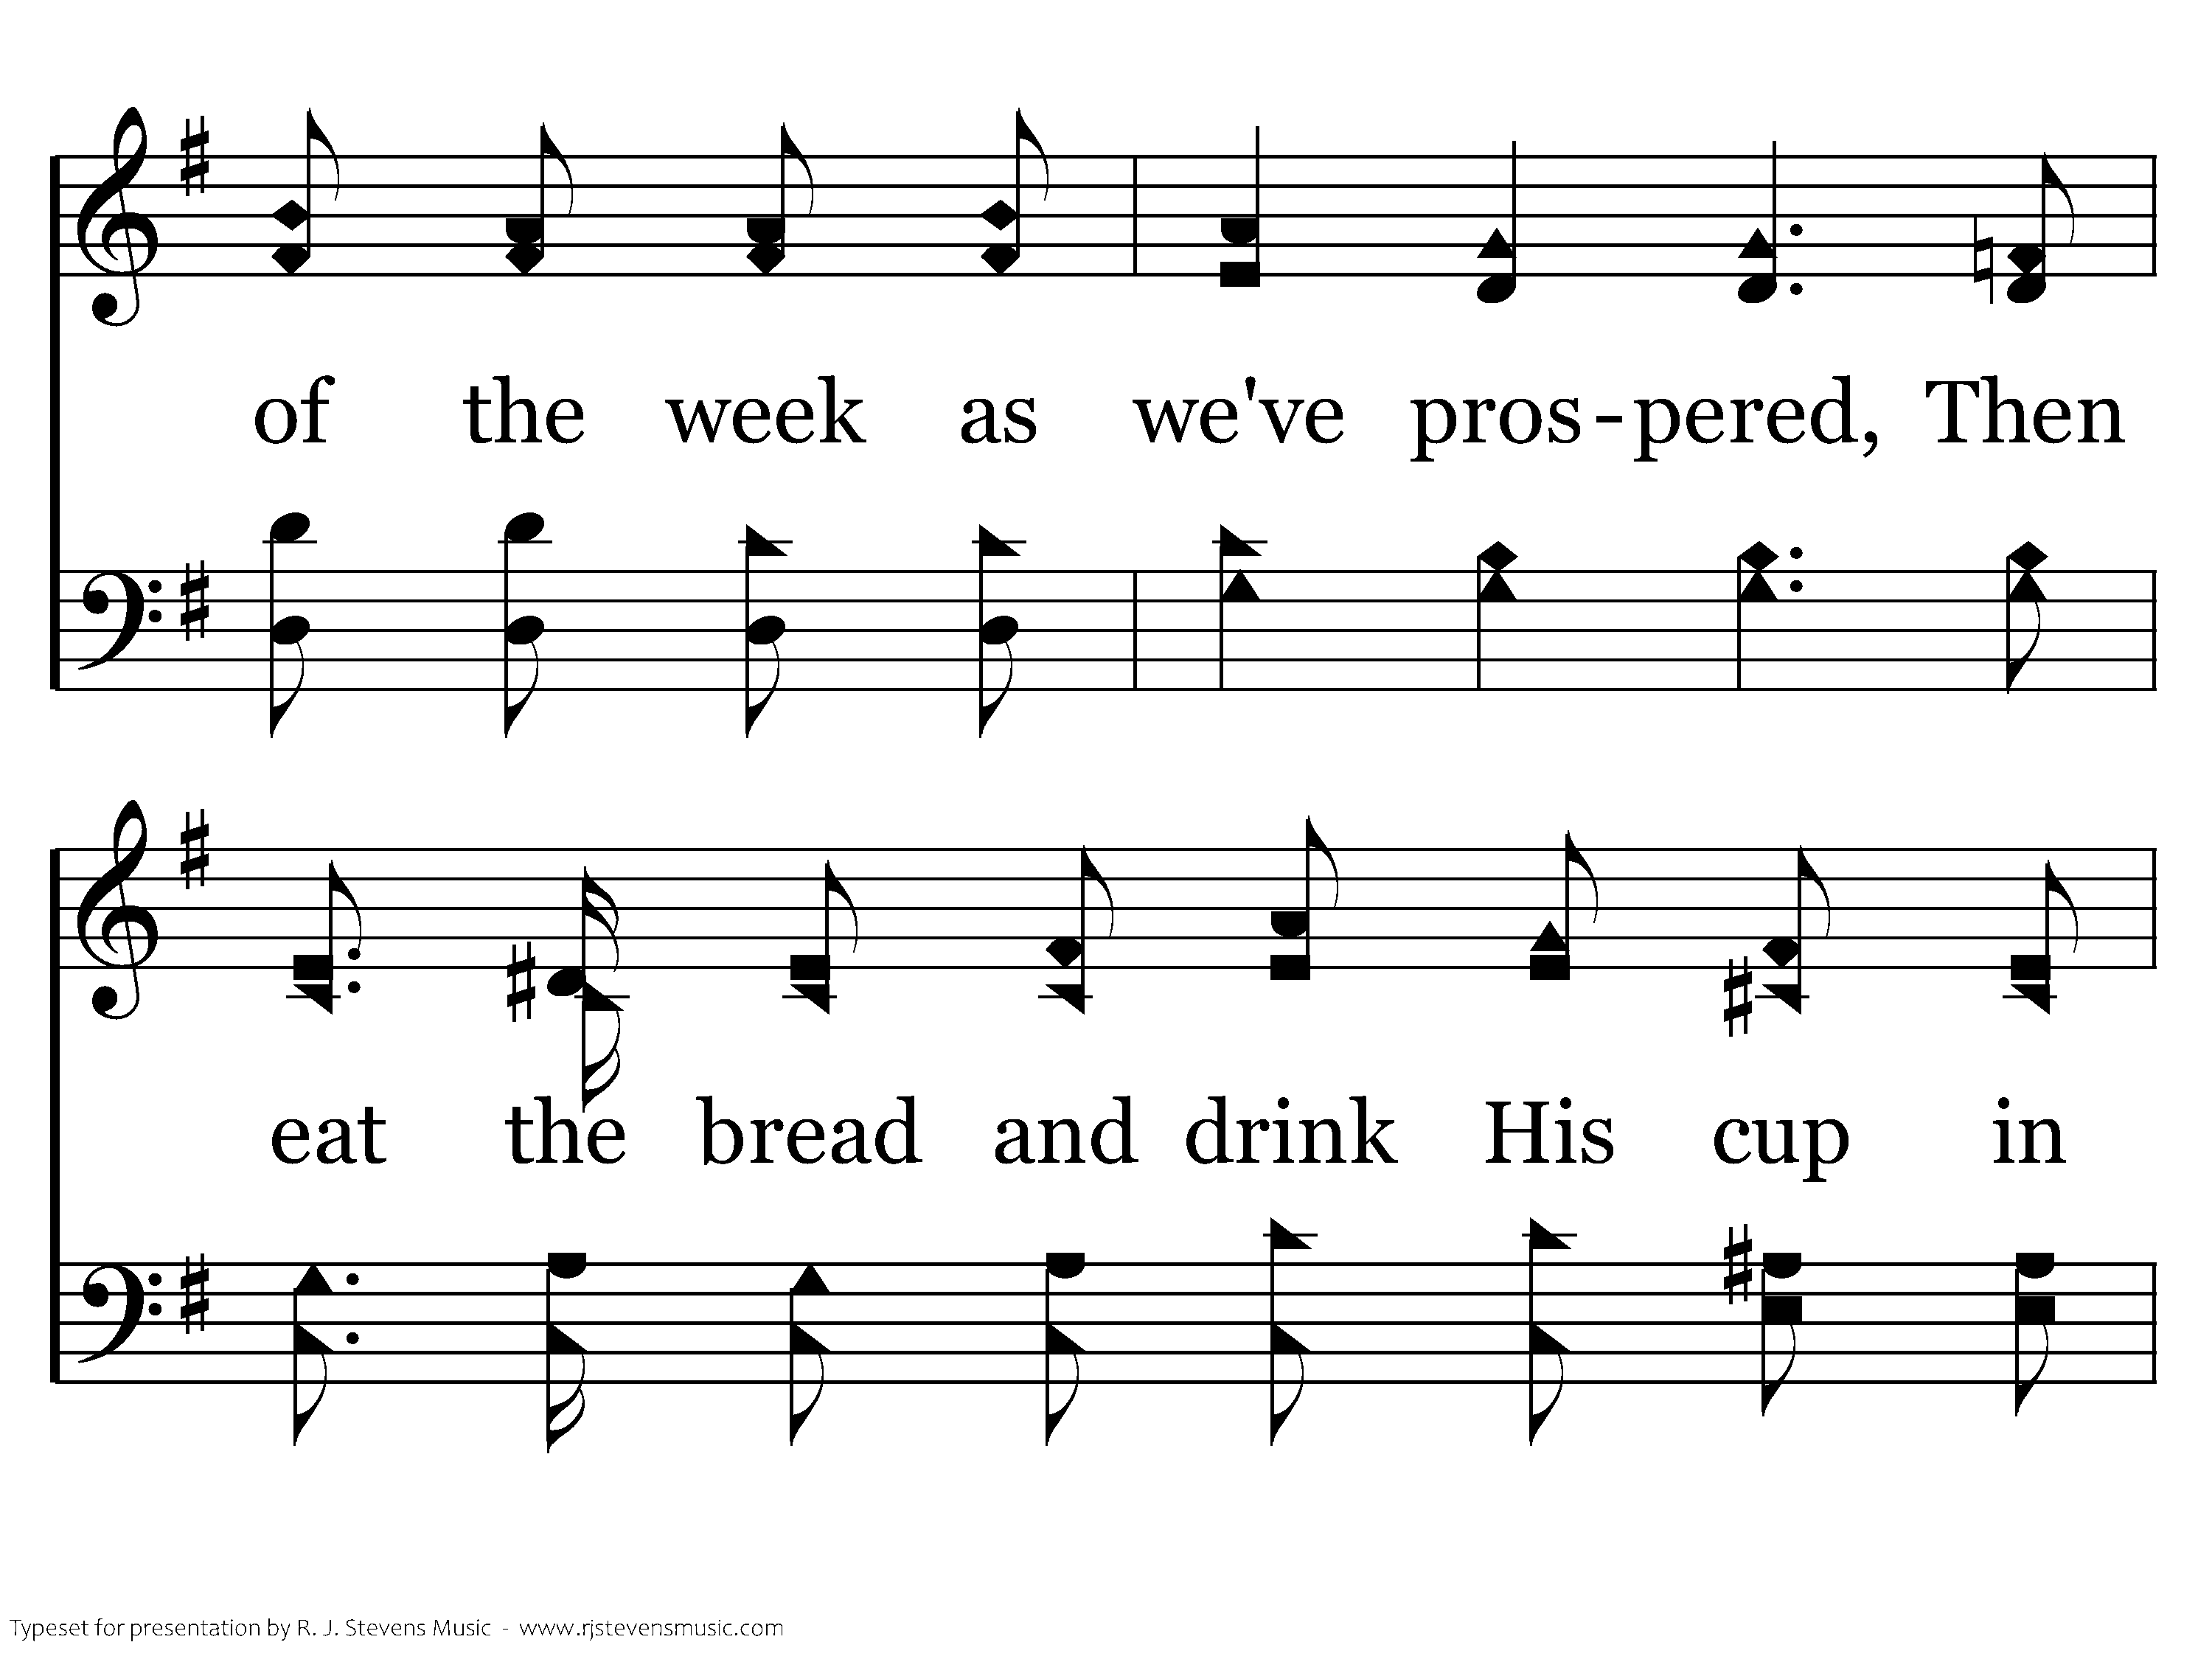 of the week as we've pros-pered, Then
eat the bread and drink His cup in
Typeset for presentation by R. J. Stevens Music - www.rjstevensmusic.com